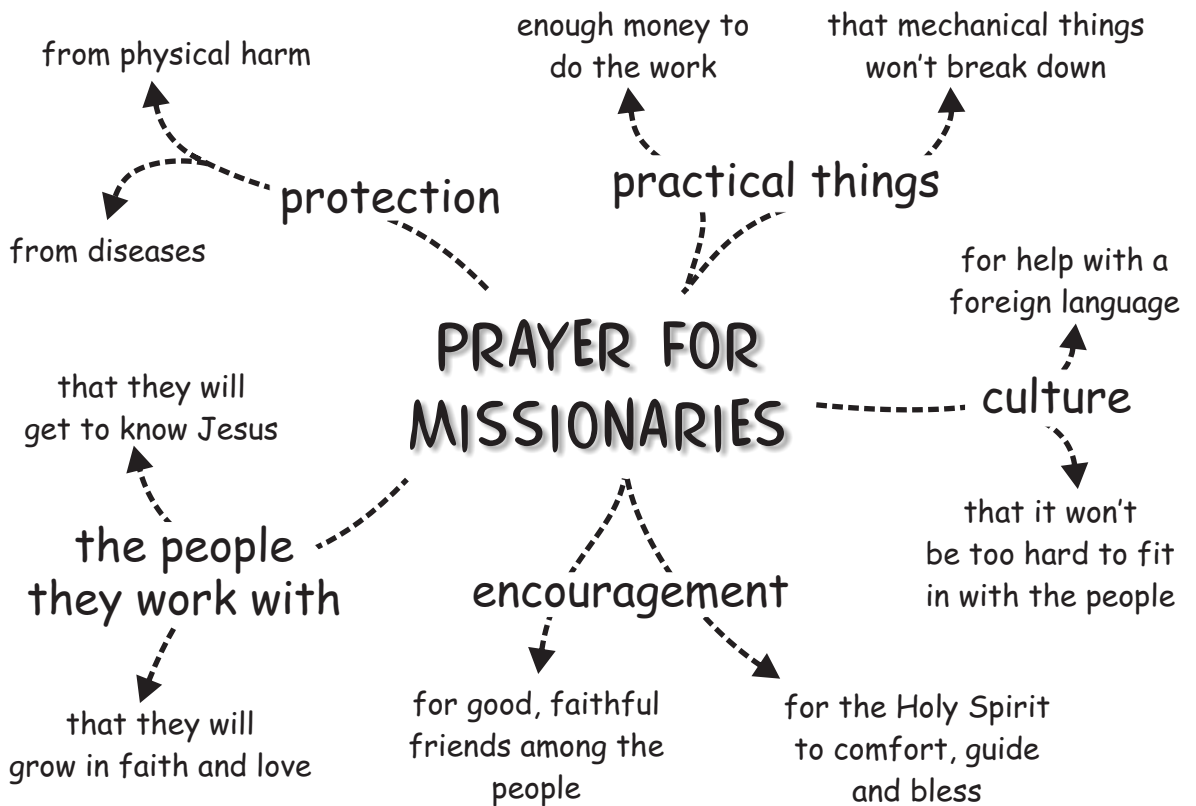 from physical harm
from diseases
protection
enough money to
do the work
that mechanical things
won't break down
practical things
for help with a
foreign language
culture
that it won't
be too hard to fit
in with the people
PRAYER FOR
MISSIONARIES
that they will
get to know Jesus
the people
they work with
that they will
grow in faith and love
encouragement
for good, faithful
friends among the
people
for the Holy Spirit
to comfort, guide
and bless